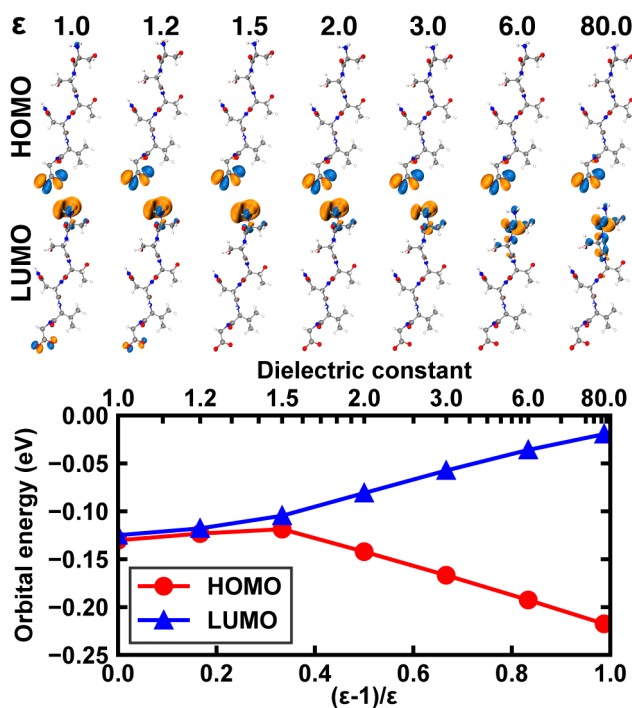 ε 1.0 1.2 1.5 2.0 3.0 6.0 80.0
HOMO
LUMO
Dielectric constant
1.0 1.2 1.5 2.0 3.0 6.0 80.0
Orbital energy (eV)
0.00
−0.05
−0.10
−0.15
−0.20
−0.25
HOMO
LUMO
0.0 0.2 0.4 0.6 0.8 1.0
(ε-1)/ε